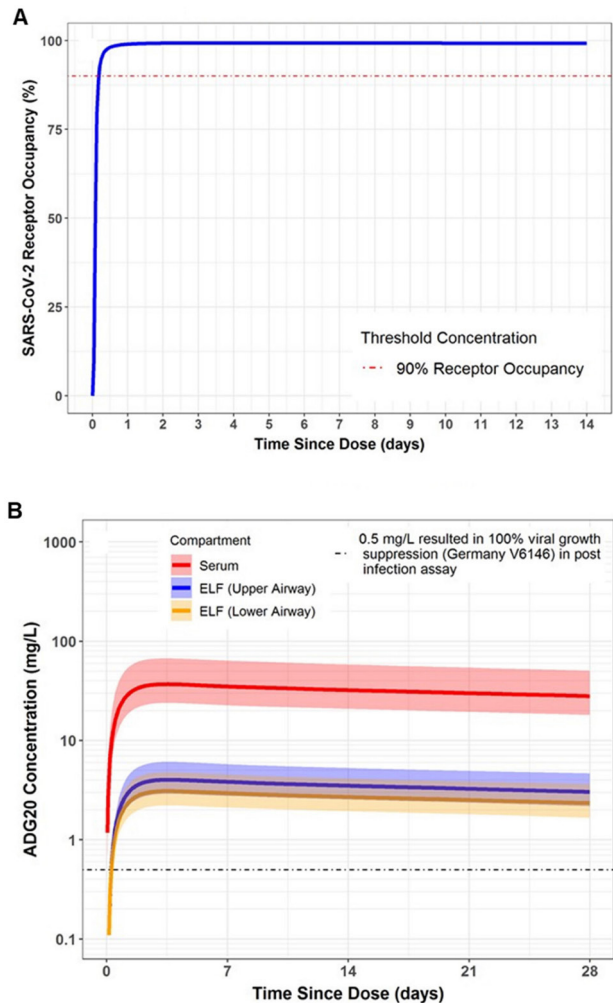 A
SARS-CoV-2 Receptor Occupancy (%)
100
75
50
25
0
Threshold Concentration
90% Receptor Occupancy
0 1 2 3 4 5 6 7 8 9 10 11 12 13 14
Time Since Dose (days)
B
ADG20 Concentration (mg/L)
1000
100
10
1
0.1
Compartment
Serum
ELF (Upper Airway)
ELF (Lower Airway)
0.5 mg/L resulted in 100% viral growth
suppression (Germany V6146) in post
infection assay
0 7 14 21 28
Time Since Dose (days)